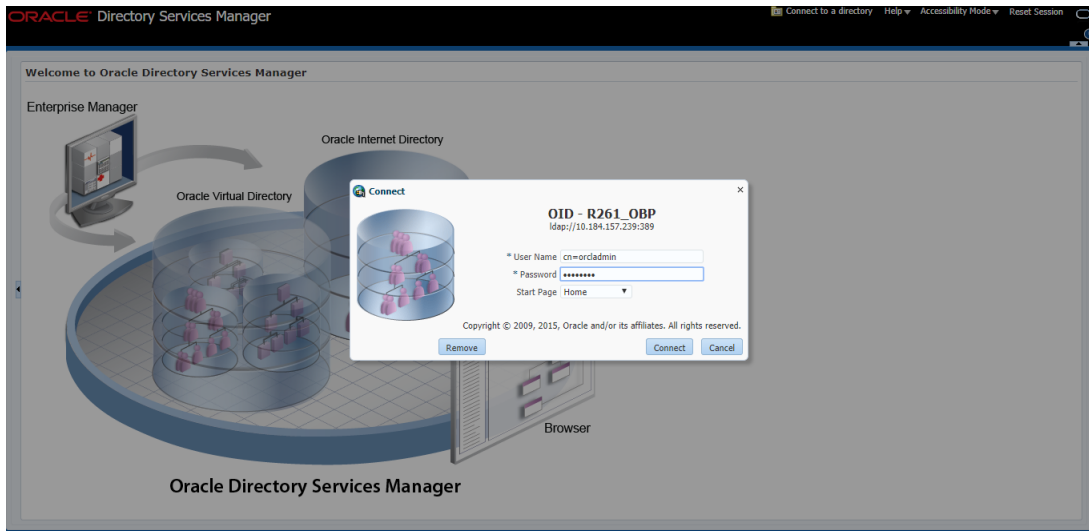 ORACLE Directory Services Manager
Connect to a directory Help Accessibility Mode Reset Session
Welcome to Oracle Directory Services Manager
Enterprise Manager
Oracle Internet Directory
Oracle Virtual Directory
Connect
OID - R261_OBP
ldap://10.184.157.239:389
* User Name cn=orcladmin
* Password ••••••••
Start Page Home
Copyright © 2009, 2015, Oracle and/or its affiliates. All rights reserved.
Remove Connect Cancel
Browser
Oracle Directory Services Manager